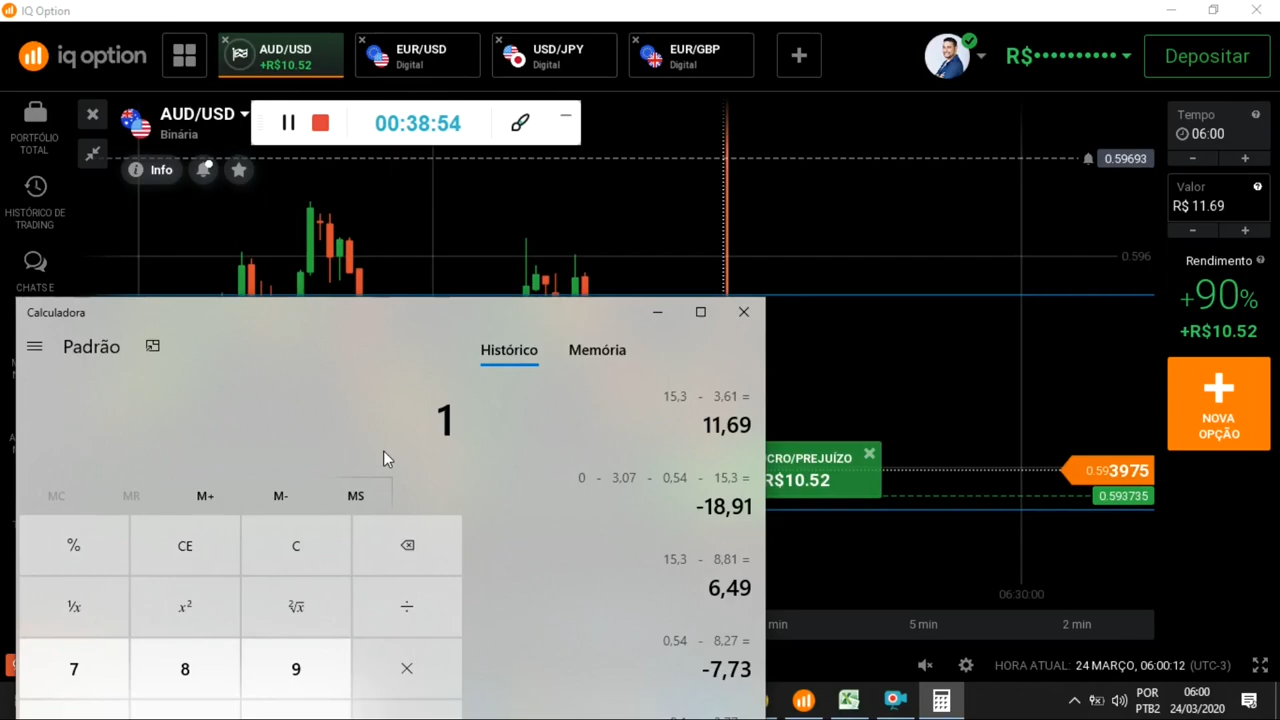 IQ Option
iq option
AUD/USD
+R$10.52
EUR/USD
Digital
USD/JPY
Digital
EUR/GBP
Digital
R$••••••••••
Depositar
PORTFÓLIO
TOTAL
HISTÓRICO DE
TRADING
CHATS E
AUD/USD
Binária
Info
00:38:54
0.59693
0.596
Tempo
06:00
Valor
R$ 11.69
Rendimento
+90%
+R$10.52
NOVA
OPÇÃO
Calculadora
Padrão
1
MC MR M+ M- MS
% CE C
¹/x x² ²√x ÷
7 8 9 ×
Histórico Memória
15,3 - 3,61 =
11,69
0 - 3,07 - 0,54 - 15,3 =
-18,91
15,3 - 8,81 =
6,49
0,54 - 8,27 =
-7,73
CRO/PREJUÍZO
R$10.52
0.593975
0.593735
06:30:00
min 5 min 2 min
HORA ATUAL: 24 MARÇO, 06:00:12 (UTC-3)
POR
PTB2
06:00
24/03/2020